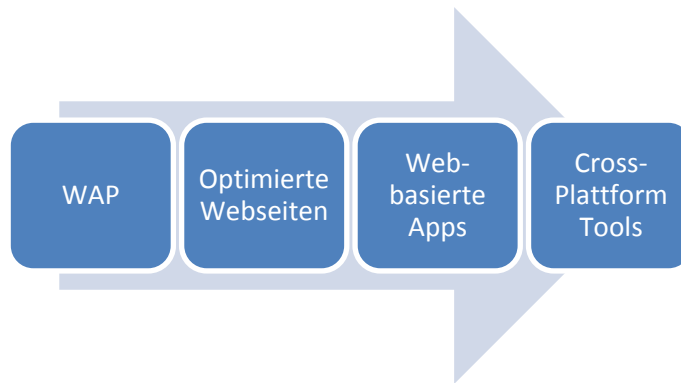 WAP
Optimierte
Webseiten
Web-
basierte
Apps
Cross-
Plattform
Tools